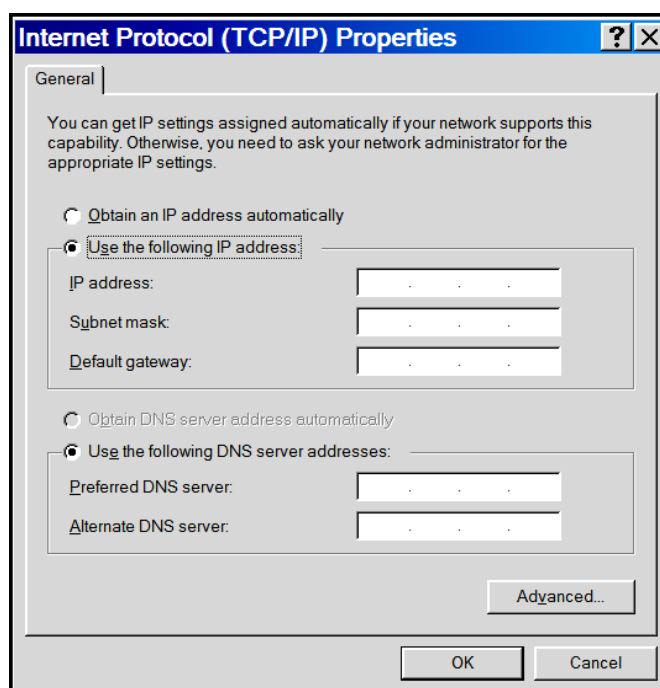 Internet Protocol (TCP/IP) Properties
General
You can get IP settings assigned automatically if your network supports this
capability. Otherwise, you need to ask your network administrator for the
appropriate IP settings.
Obtain an IP address automatically
Use the following IP address:
IP address:
Subnet mask:
Default gateway:
Obtain DNS server address automatically
Use the following DNS server addresses:
Preferred DNS server:
Alternate DNS server:
Advanced...
OK Cancel